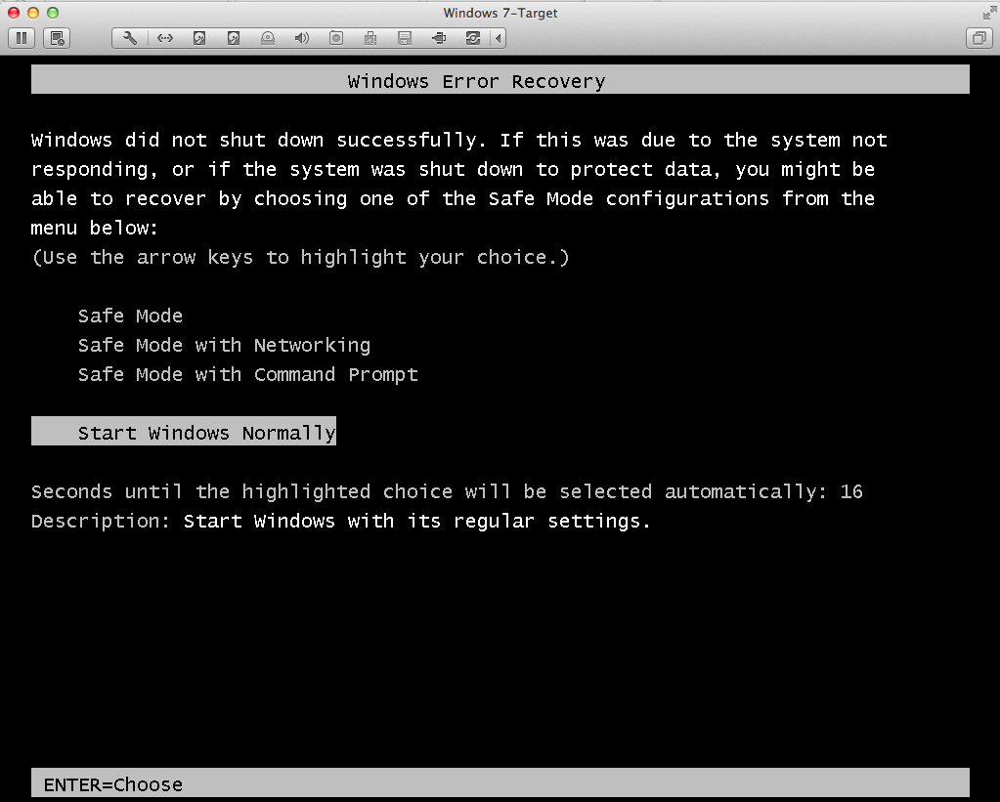 Windows 7-Target
Windows Error Recovery
Windows did not shut down successfully. If this was due to the system not
responding, or if the system was shut down to protect data, you might be
able to recover by choosing one of the Safe Mode configurations from the
menu below:
(Use the arrow keys to highlight your choice.)
Safe Mode
Safe Mode with Networking
Safe Mode with Command Prompt
Start Windows Normally
Seconds until the highlighted choice will be selected automatically: 16
Description: Start Windows with its regular settings.
ENTER=Choose